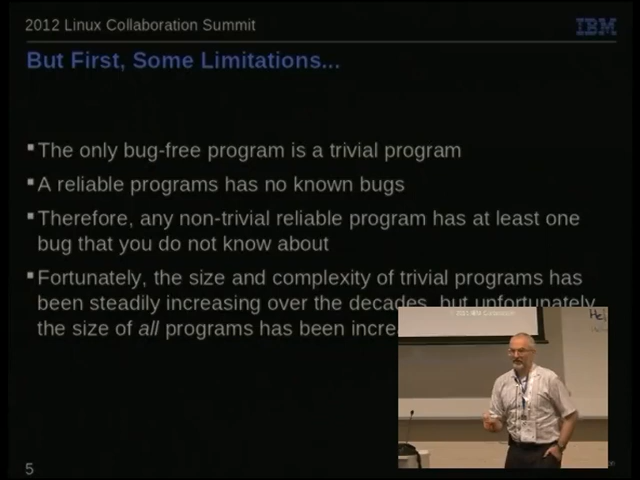 2012 Linux Collaboration Summit
IBM
But First, Some Limitations...
The only bug-free program is a trivial program
A reliable programs has no known bugs
Therefore, any non-trivial reliable program has at least one
bug that you do not know about
Fortunately, the size and complexity of trivial programs has
been steadily increasing over the decades, but unfortunately
the size of all programs has been incre
5